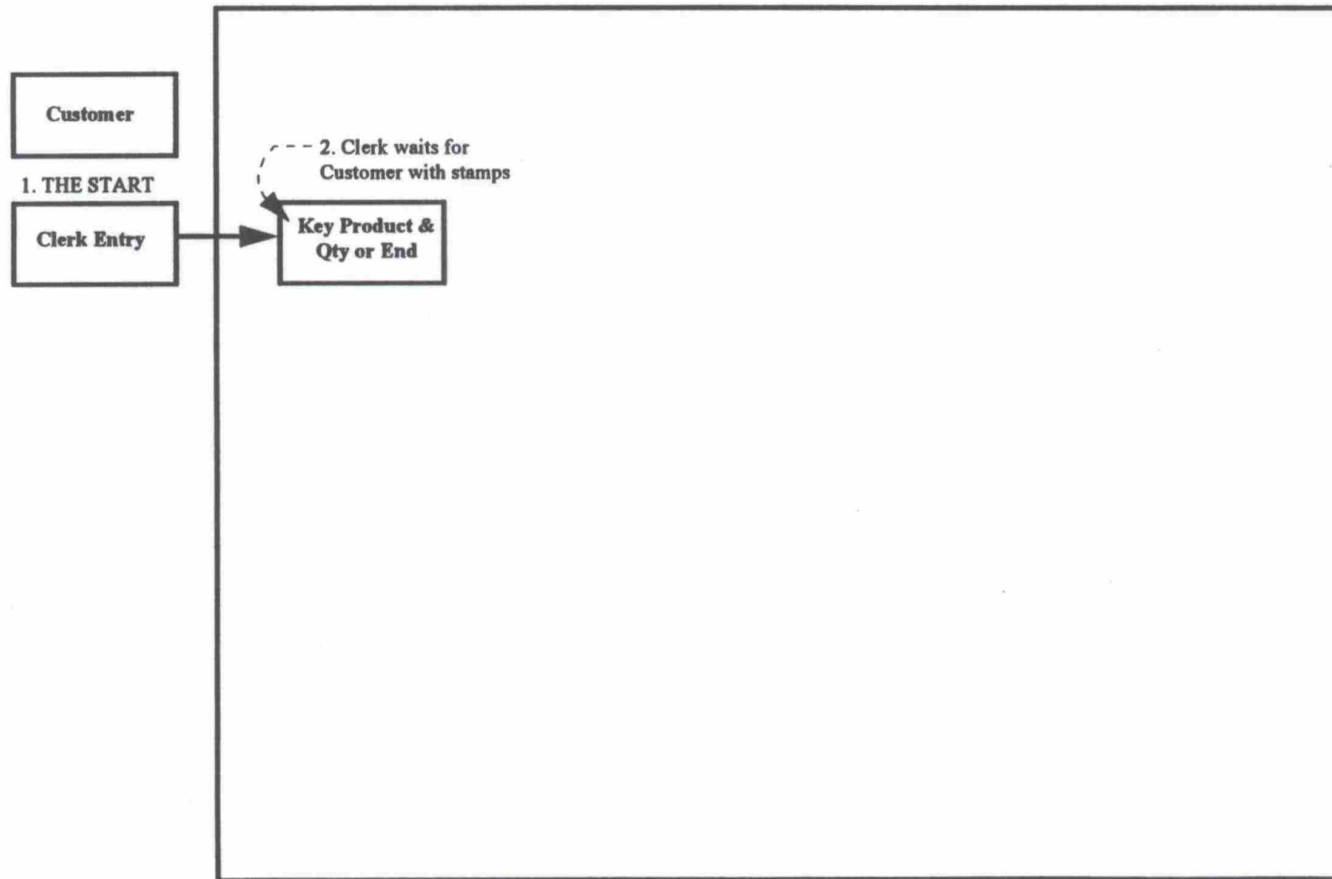 Customer
2. Clerk waits for
Customer with stamps
1. THE START
Clerk Entry
Key Product &
Qty or End